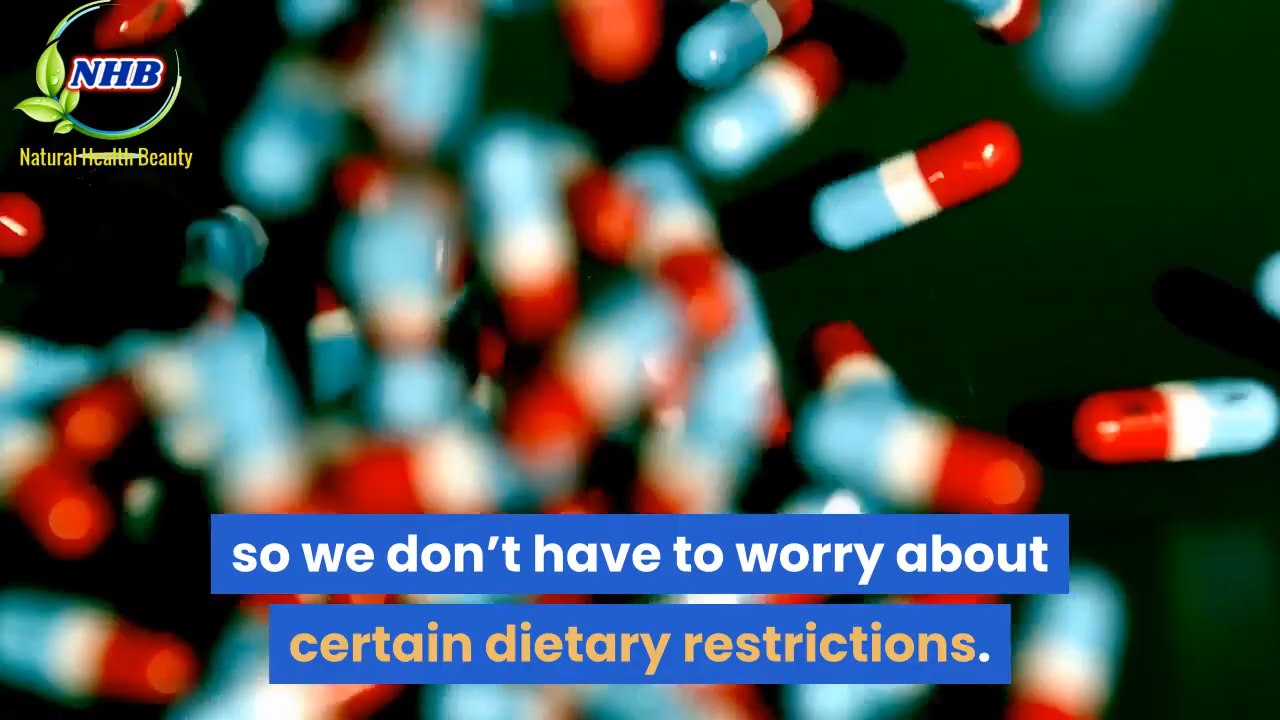 NHB
Natural Health Beauty
so we don’t have to worry about
certain dietary restrictions.